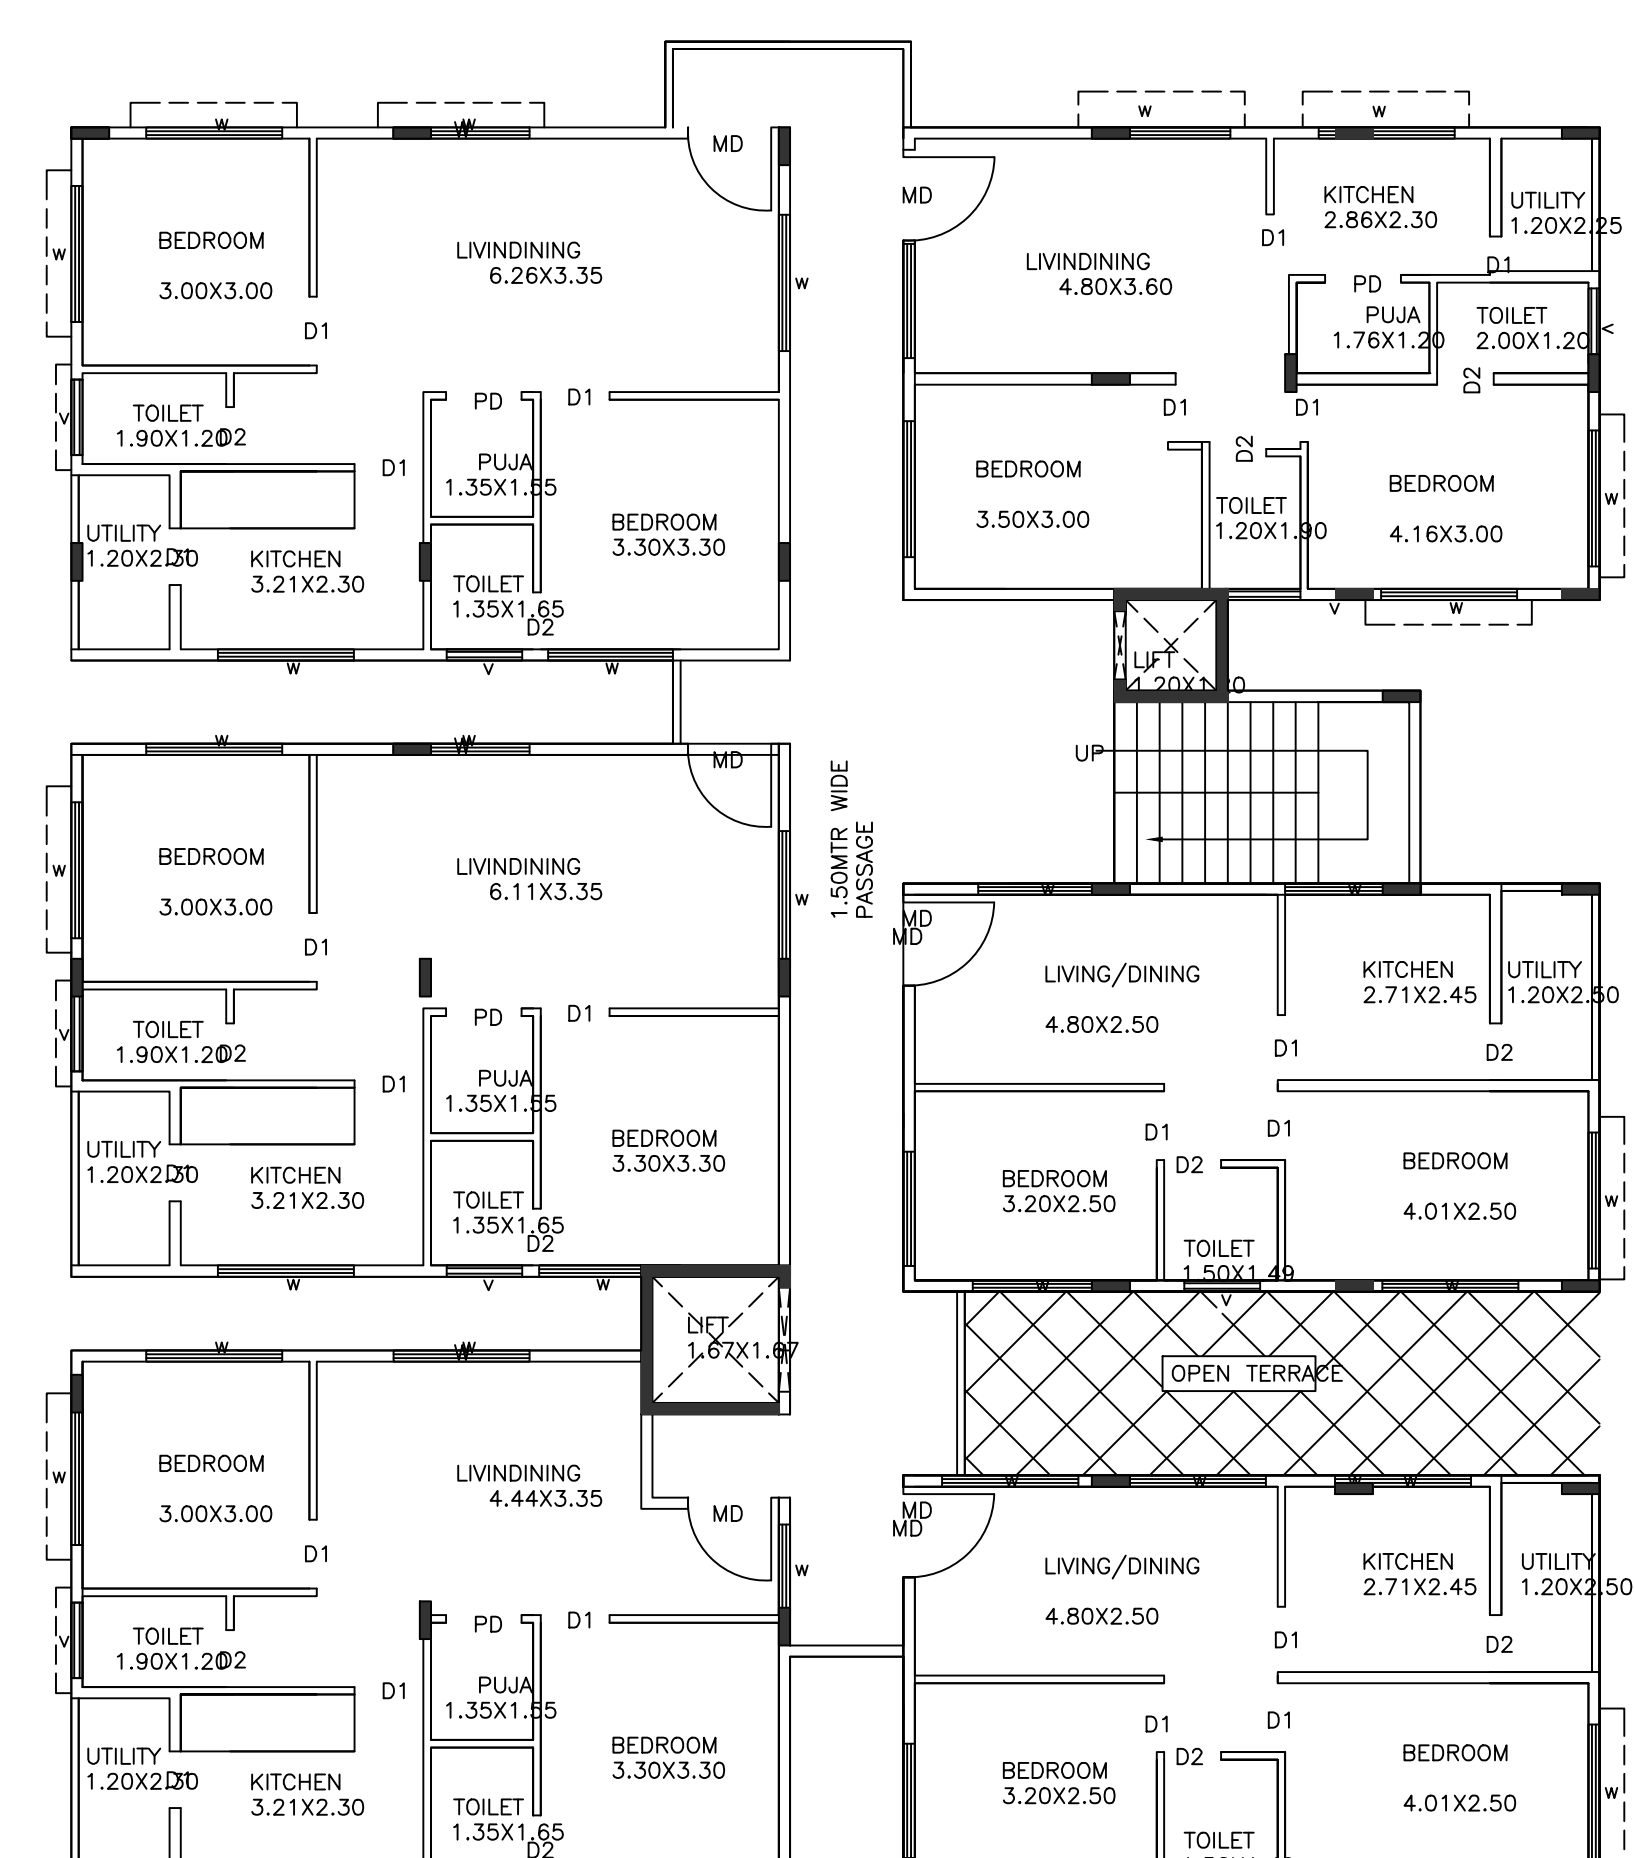 W
W
MD
W
BEDROOM
3.00X3.00
LIVINDINING
6.26X3.35
W
D1
TOILET
1.90X1.20
D2
V
PD
D1
D1
PUJA
1.35X1.55
BEDROOM
3.30X3.30
UTILITY
1.20X2.30
D1
KITCHEN
3.21X2.30
TOILET
1.35X1.65
D2
W
V
W
W
W
MD
KITCHEN
2.86X2.30
UTILITY
1.20X2.25
D1
D1
LIVINDINING
4.80X3.60
PD
PUJA
1.76X1.20
TOILET
2.00X1.20
V
D2
D1
D1
D2
BEDROOM
3.50X3.00
TOILET
1.20X1.90
BEDROOM
4.16X3.00
W
V
W
LIFT
UP
1.50MTR WIDE
PASSAGE
W
W
MD
W
BEDROOM
3.00X3.00
LIVINDINING
6.11X3.35
W
D1
TOILET
1.90X1.20
D2
V
PD
D1
D1
PUJA
1.35X1.55
BEDROOM
3.30X3.30
UTILITY
1.20X2.30
D1
KITCHEN
3.21X2.30
TOILET
1.35X1.65
D2
W
V
W
W
W
MD
MD
LIVING/DINING
4.80X2.50
KITCHEN
2.71X2.45
UTILITY
1.20X2.50
D1
D2
D1
D1
D2
BEDROOM
3.20X2.50
BEDROOM
4.01X2.50
W
TOILET
1.50X1.49
W
V
W
LIFT
1.67X1.67
OPEN TERRACE
W
W
W
BEDROOM
3.00X3.00
LIVINDINING
4.44X3.35
MD
W
D1
TOILET
1.90X1.20
D2
V
PD
D1
D1
PUJA
1.35X1.55
BEDROOM
3.30X3.30
UTILITY
1.20X2.30
D1
KITCHEN
3.21X2.30
TOILET
1.35X1.65
D2
W
W
W
W
MD
MD
LIVING/DINING
4.80X2.50
KITCHEN
2.71X2.45
UTILITY
1.20X2.50
D1
D2
D1
D1
D2
BEDROOM
3.20X2.50
BEDROOM
4.01X2.50
W
TOILET